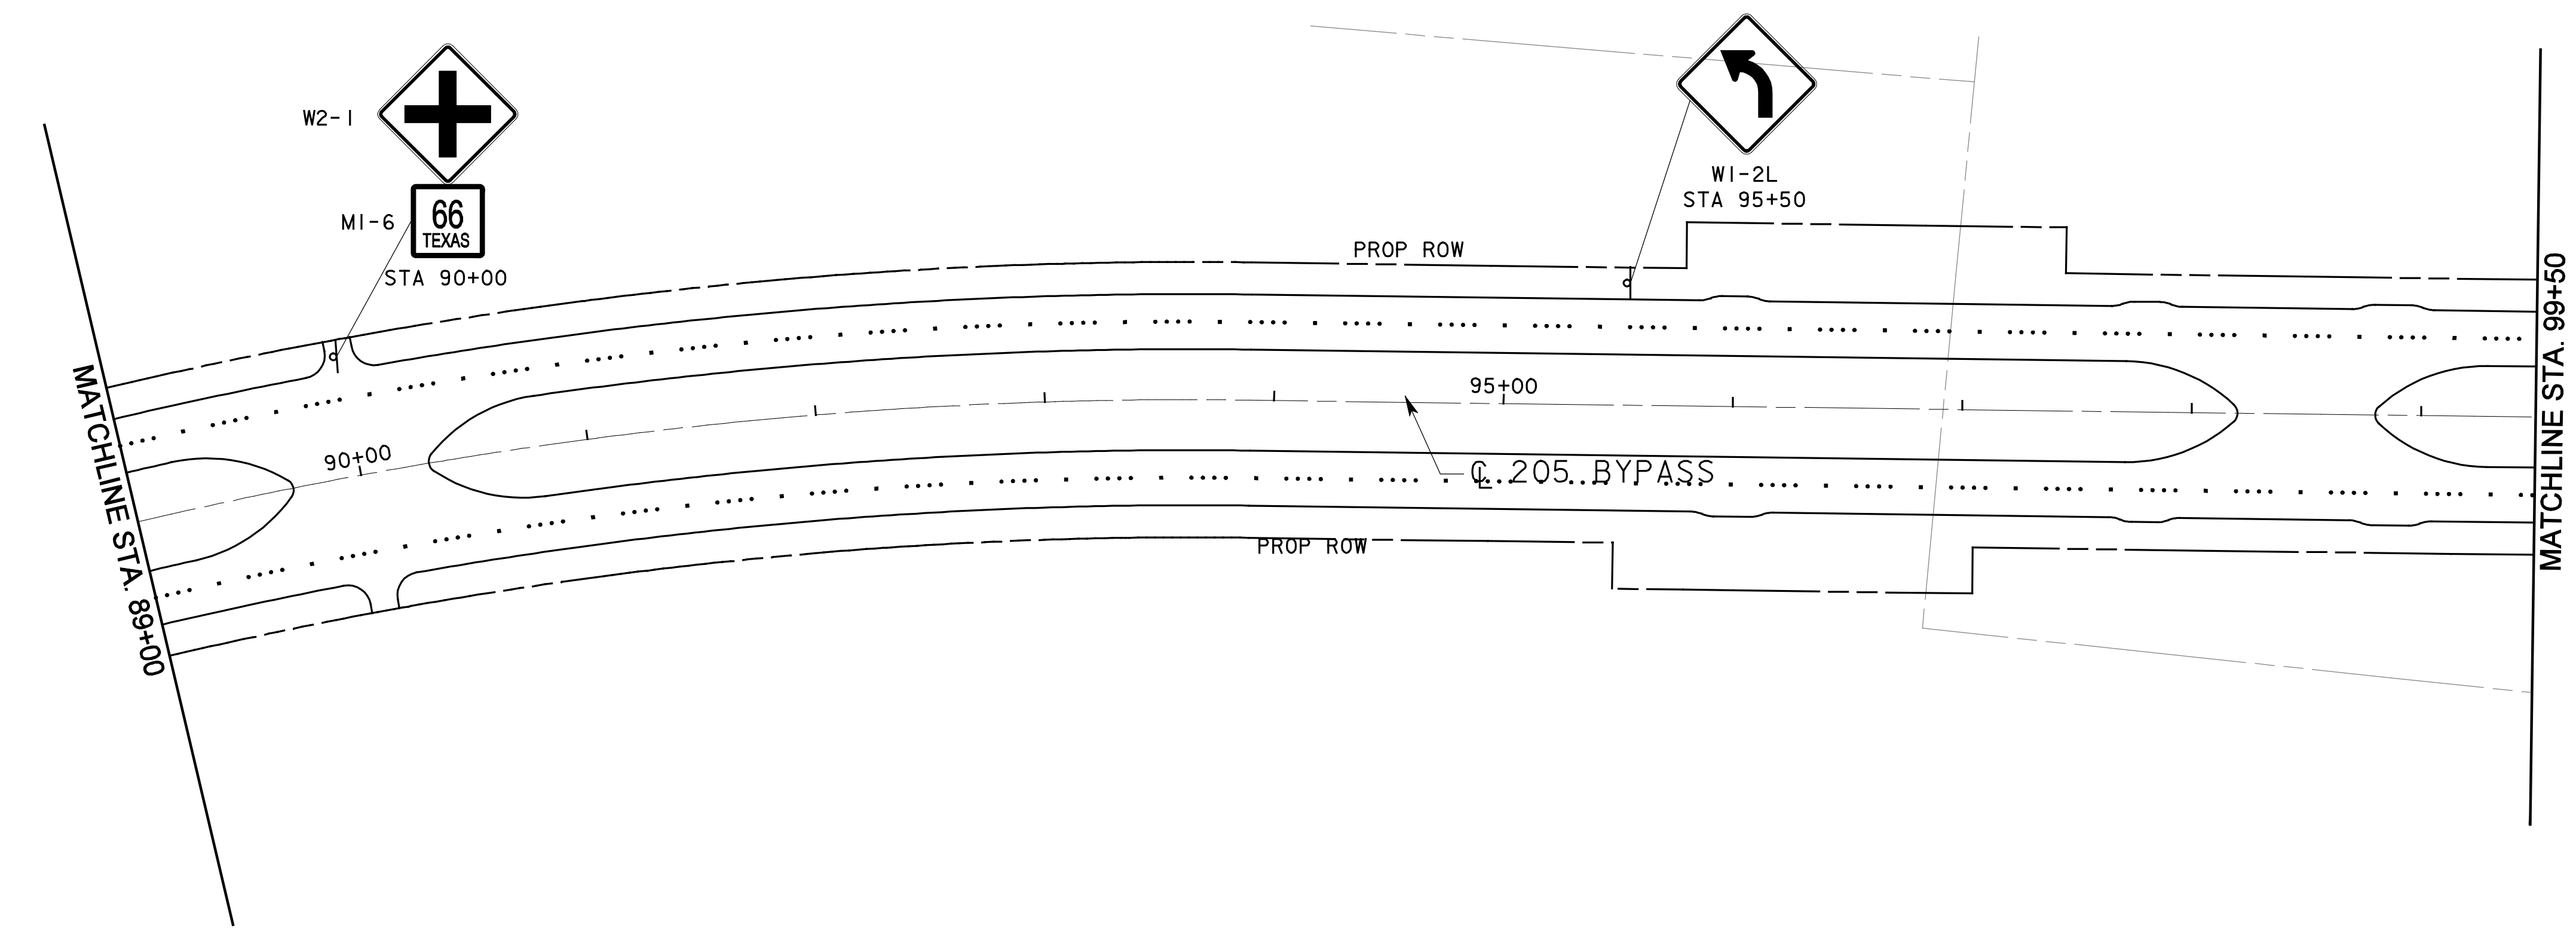 W2-1
M1-6
66
TEXAS
STA 90+00
W1-2L
STA 95+50
PROP ROW
95+00
90+00
℄ 205 BYPASS
PROP ROW
MATCHLINE STA. 89+00
MATCHLINE STA. 99+50